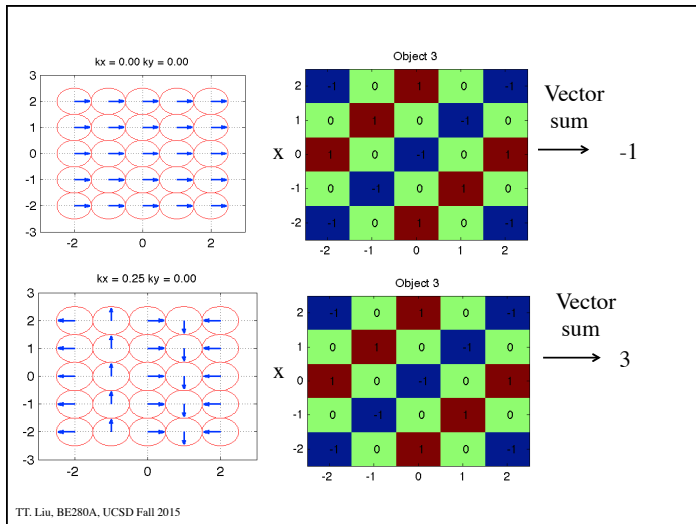 kx = 0.00 ky = 0.00
3
2
1
0
-1
-2
-3
-2 0 2
x
Object 3
2 -1 0 1 0 -1
1 0 1 0 -1 0
0 1 0 -1 0 1
-1 0 -1 0 1 0
-2 -1 0 1 0 -1
-2 -1 0 1 2
Vector
sum
-1
kx = 0.25 ky = 0.00
3
2
1
0
-1
-2
-3
-2 0 2
x
Object 3
2 -1 0 1 0 -1
1 0 1 0 -1 0
0 1 0 -1 0 1
-1 0 -1 0 1 0
-2 -1 0 1 0 -1
-2 -1 0 1 2
Vector
sum
3
TT. Liu, BE280A, UCSD Fall 2015